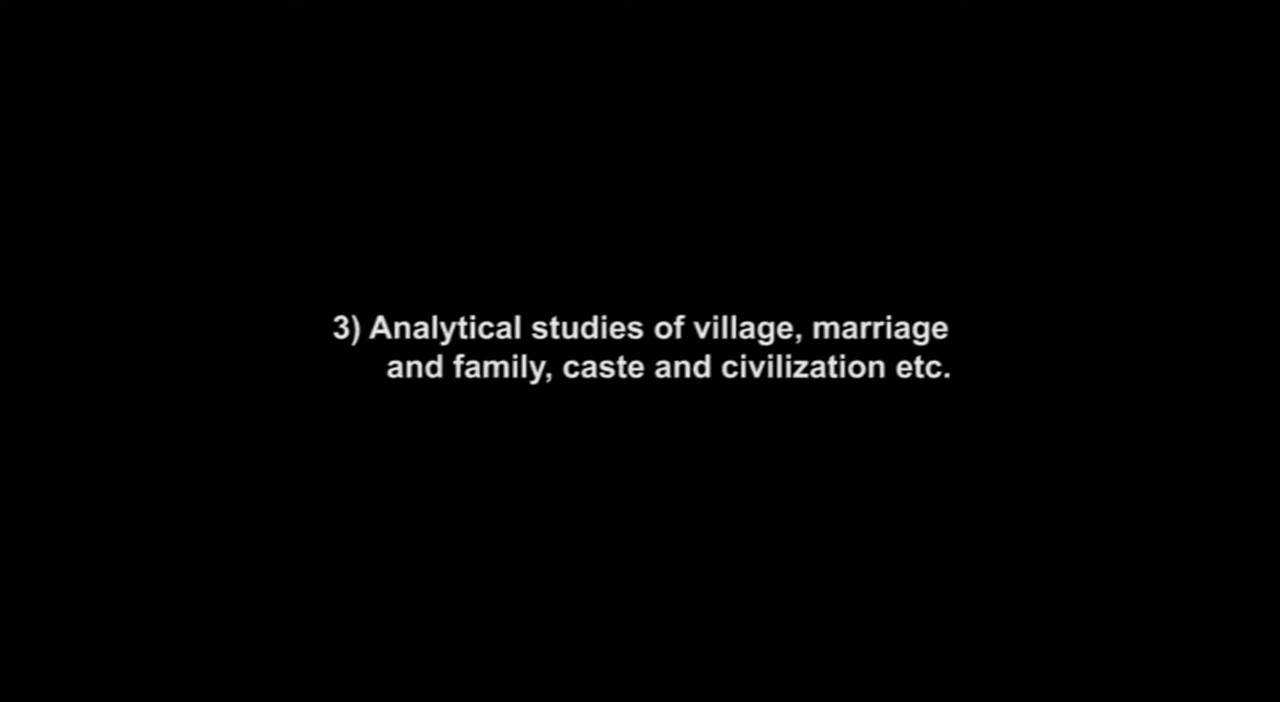 3) Analytical studies of village, marriage
and family, caste and civilization etc.